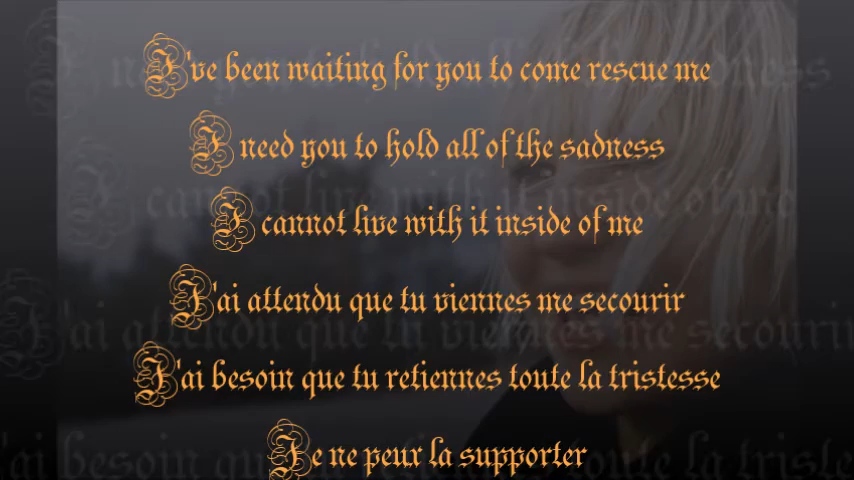 I've been waiting for you to come rescue me
I need you to hold all of the sadness
I cannot live with it inside of me
J'ai attendu que tu viennes me secourir
J'ai besoin que tu retiennes toute la tristesse
Je ne peux la supporter